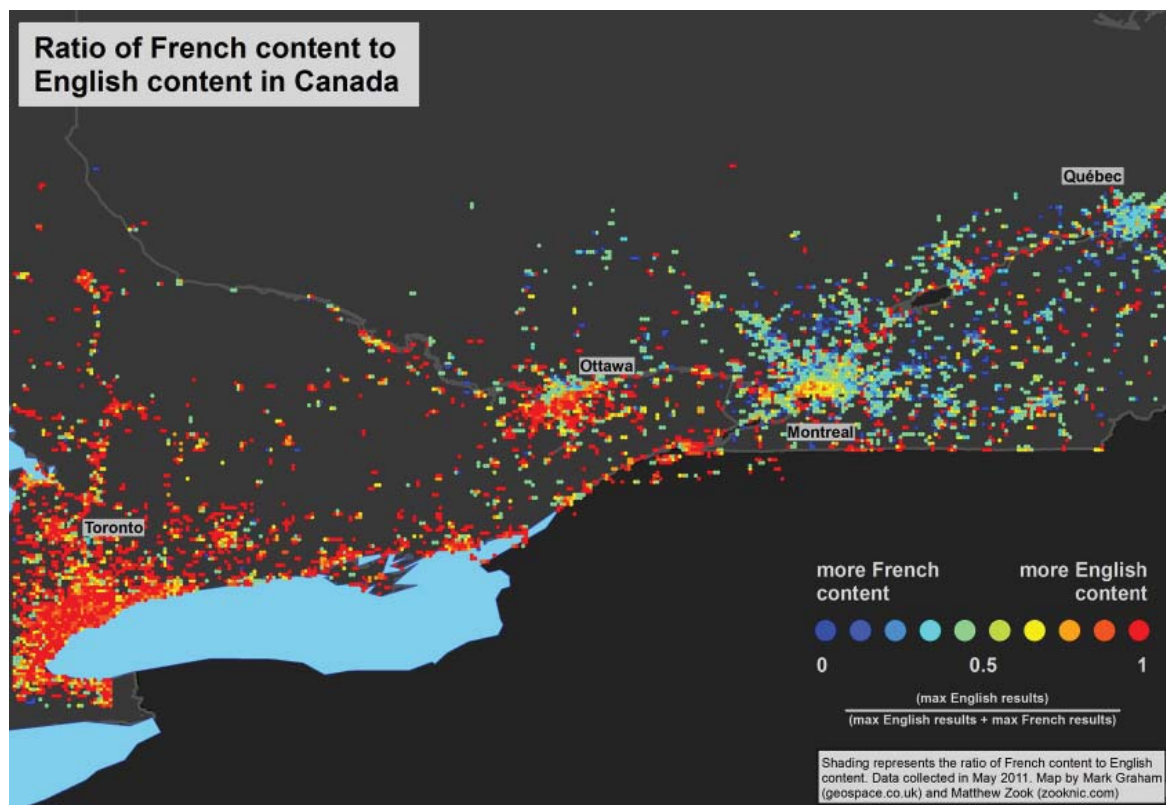 Ratio of French content to
English content in Canada
Québec
Ottawa
Montreal
Toronto
more French
content
more English
content
0
0.5
1
(max English results)
(max English results + max French results)
Shading represents the ratio of French content to English
content. Data collected in May 2011. Map by Mark Graham
(geospace.co.uk) and Matthew Zook (zooknic.com)